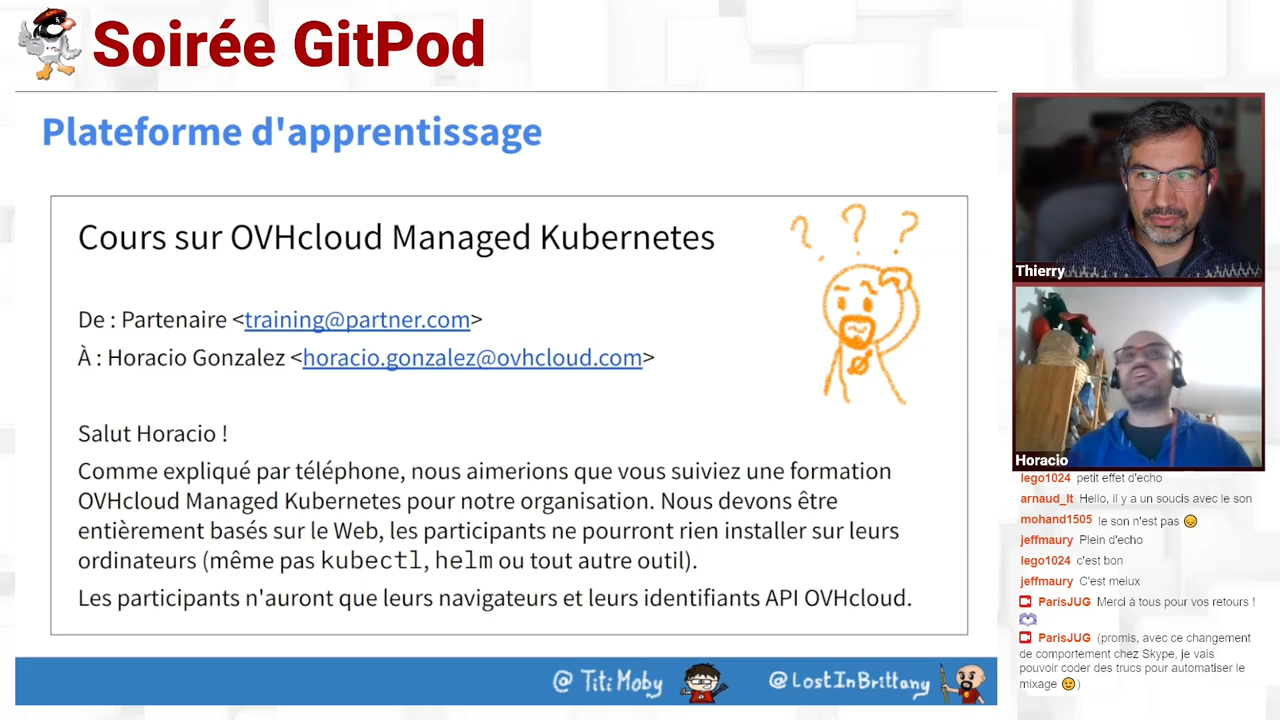 Soirée GitPod
Plateforme d'apprentissage
Cours sur OVHcloud Managed Kubernetes
? ? ?
De : Partenaire <training@partner.com>
À : Horacio Gonzalez <horacio.gonzalez@ovhcloud.com>
Salut Horacio !
Comme expliqué par téléphone, nous aimerions que vous suiviez une formation
OVHcloud Managed Kubernetes pour notre organisation. Nous devons être
entièrement basés sur le Web, les participants ne pourront rien installer sur leurs
ordinateurs (même pas kubectl, helm ou tout autre outil).
Les participants n'auront que leurs navigateurs et leurs identifiants API OVHcloud.
@TitiMoby
@LostInBrittany
Thierry
Horacio
lego1024 petit effet d'echo
arnaud_lt Hello, il y a un soucis avec le son
mohand1505 le son n'est pas 😞
jeffmaury Plein d'echo
lego1024 c'est bon
jeffmaury C'est meiux
ParisJUG Merci à tous pour vos retours !
ParisJUG (promis, avec ce changement
de comportement chez Skype, je vais
pouvoir coder des trucs pour automatiser le
mixage 😉)